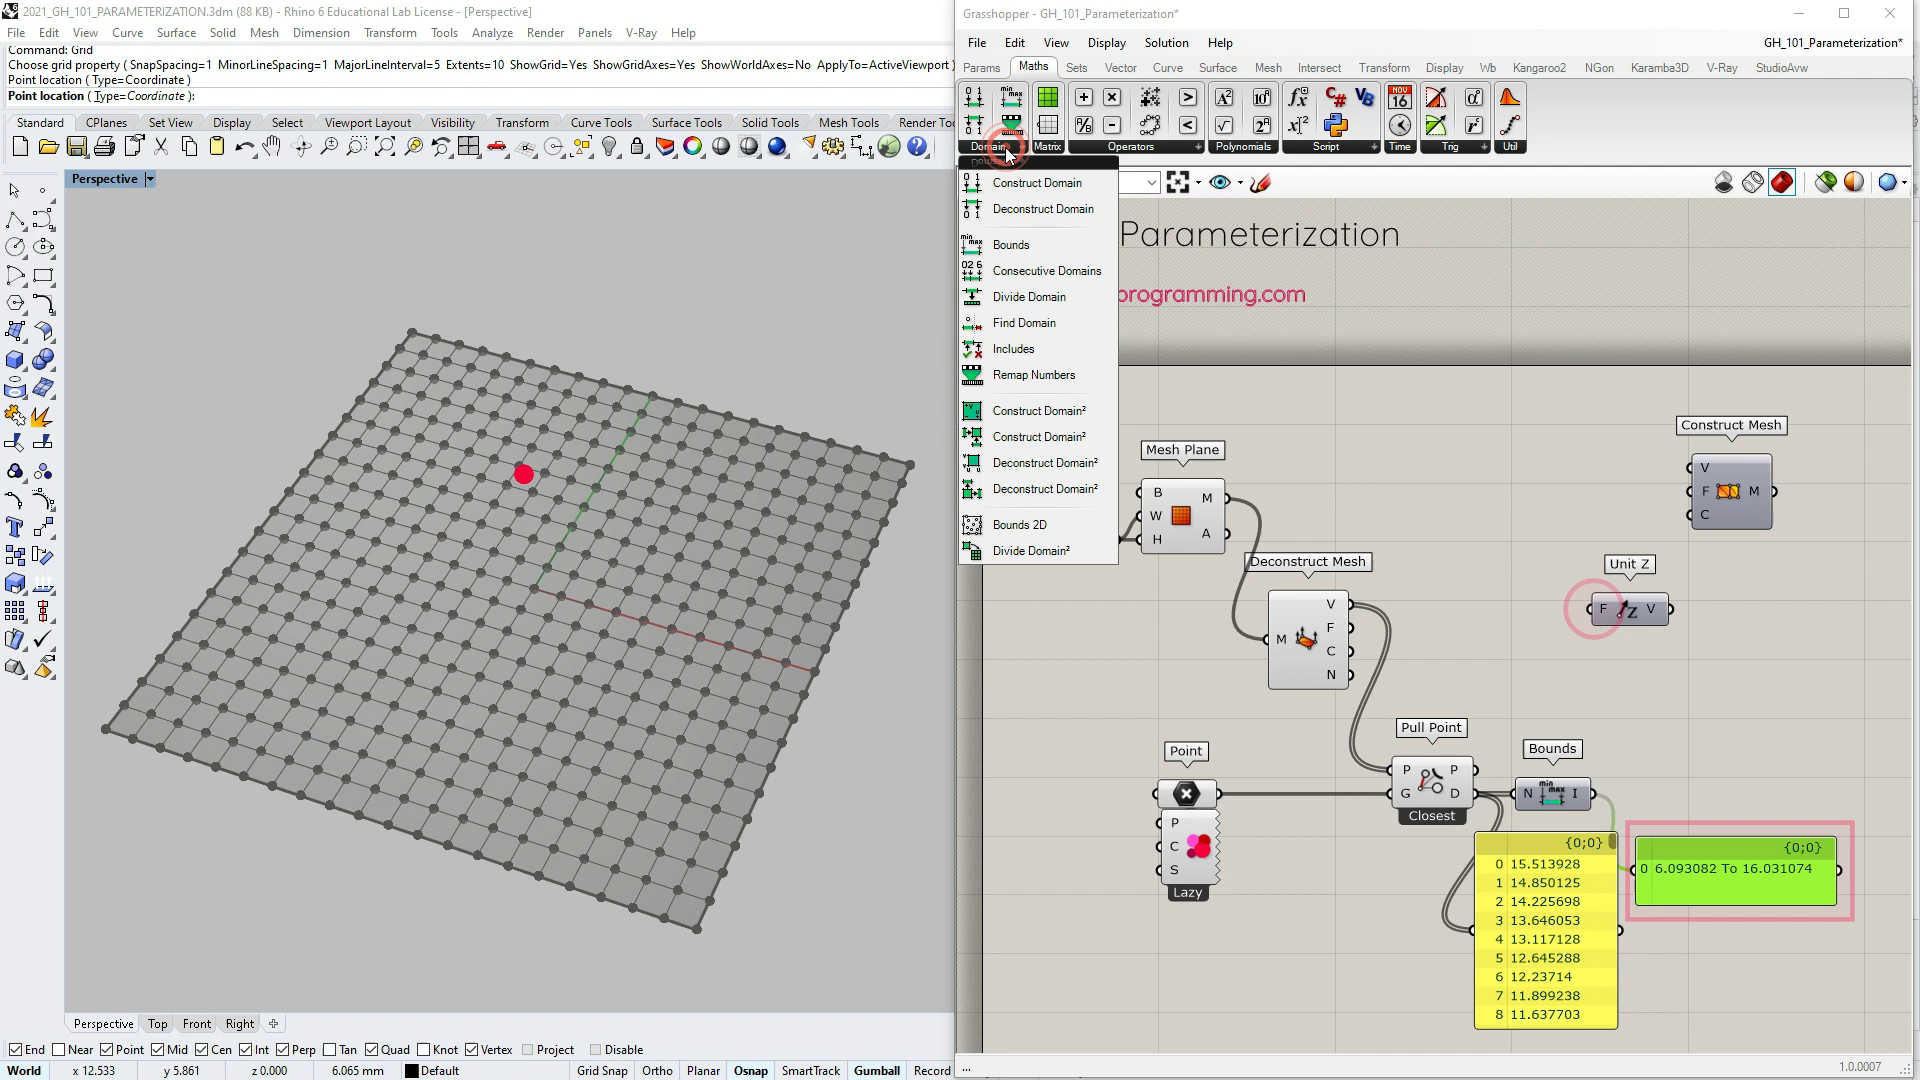 2021_GH_101_PARAMETERIZATION.3dm (88 KB) - Rhino 6 Educational Lab License - [Perspective]
File Edit View Curve Surface Solid Mesh Dimension Transform Tools Analyze Render Panels V-Ray Help
Command: Grid
Choose grid property ( SnapSpacing=1 MinorLineSpacing=1 MajorLineInterval=5 Extents=10 ShowGrid=Yes ShowGridAxes=Yes ShowWorldAxes=No ApplyTo=ActiveViewport )
Point location ( Type=Coordinate )
Point location ( Type=Coordinate ):
Standard CPlanes Set View Display Select Viewport Layout Visibility Transform Curve Tools Surface Tools Solid Tools Mesh Tools Render To
Perspective
Perspective Top Front Right
End Near Point Mid Cen Int Perp Tan Quad Knot Vertex Project Disable
World x 12.533 y 5.861 z 0.000 6.065 mm Default Grid Snap Ortho Planar Osnap SmartTrack Gumball Record
Grasshopper - GH_101_Parameterization*
File Edit View Display Solution Help
GH_101_Parameterization*
Params Maths Sets Vector Curve Surface Mesh Intersect Transform Display Wb Kangaroo2 NGon Karamba3D V-Ray StudioAvw
Domain Matrix Operators Polynomials Script Time Trig Util
Construct Domain
Deconstruct Domain
Bounds
Consecutive Domains
Divide Domain
Find Domain
Includes
Remap Numbers
Construct Domain²
Construct Domain²
Deconstruct Domain²
Deconstruct Domain²
Bounds 2D
Divide Domain²
Parameterization
programming.com
Construct Mesh
V
F M
C
Mesh Plane
B M
W
H A
Deconstruct Mesh
V
F
M
C
N
Unit Z
F Z V
Point
P
C
S
Lazy
Pull Point
P P
G D
Closest
Bounds
N min max I
{0;0}
0 15.513928
1 14.850125
2 14.225698
3 13.646053
4 13.117128
5 12.645288
6 12.23714
7 11.899238
8 11.637703
{0;0}
0 6.093082 To 16.031074
... 1.0.0007